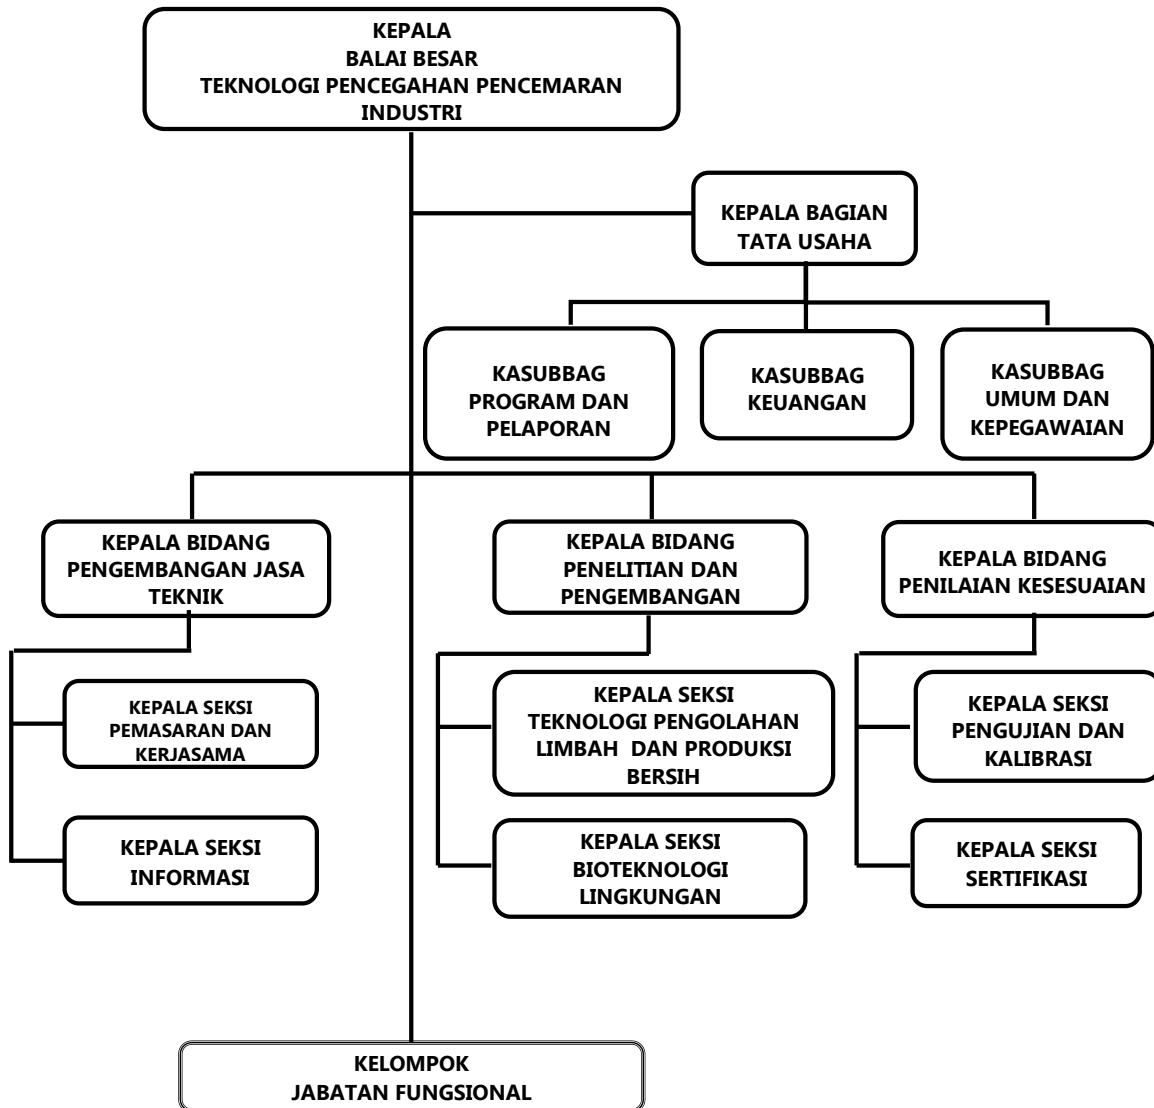 KEPALA
BALAI BESAR
TEKNOLOGI PENCEGAHAN PENCEMARAN
INDUSTRI
KEPALA BAGIAN
TATA USAHA
KASUBBAG
PROGRAM DAN
PELAPORAN
KASUBBAG
KEUANGAN
KASUBBAG
UMUM DAN
KEPEGAWAIAN
KEPALA BIDANG
PENGEMBANGAN JASA
TEKNIK
KEPALA BIDANG
PENELITIAN DAN
PENGEMBANGAN
KEPALA BIDANG
PENILAIAN KESESUAIAN
KEPALA SEKSI
PEMASARAN DAN
KERJASAMA
KEPALA SEKSI
TEKNOLOGI PENGOLAHAN
LIMBAH DAN PRODUKSI
BERSIH
KEPALA SEKSI
PENGUJIAN DAN
KALIBRASI
KEPALA SEKSI
INFORMASI
KEPALA SEKSI
BIOTEKNOLOGI
LINGKUNGAN
KEPALA SEKSI
SERTIFIKASI
KELOMPOK
JABATAN FUNGSIONAL